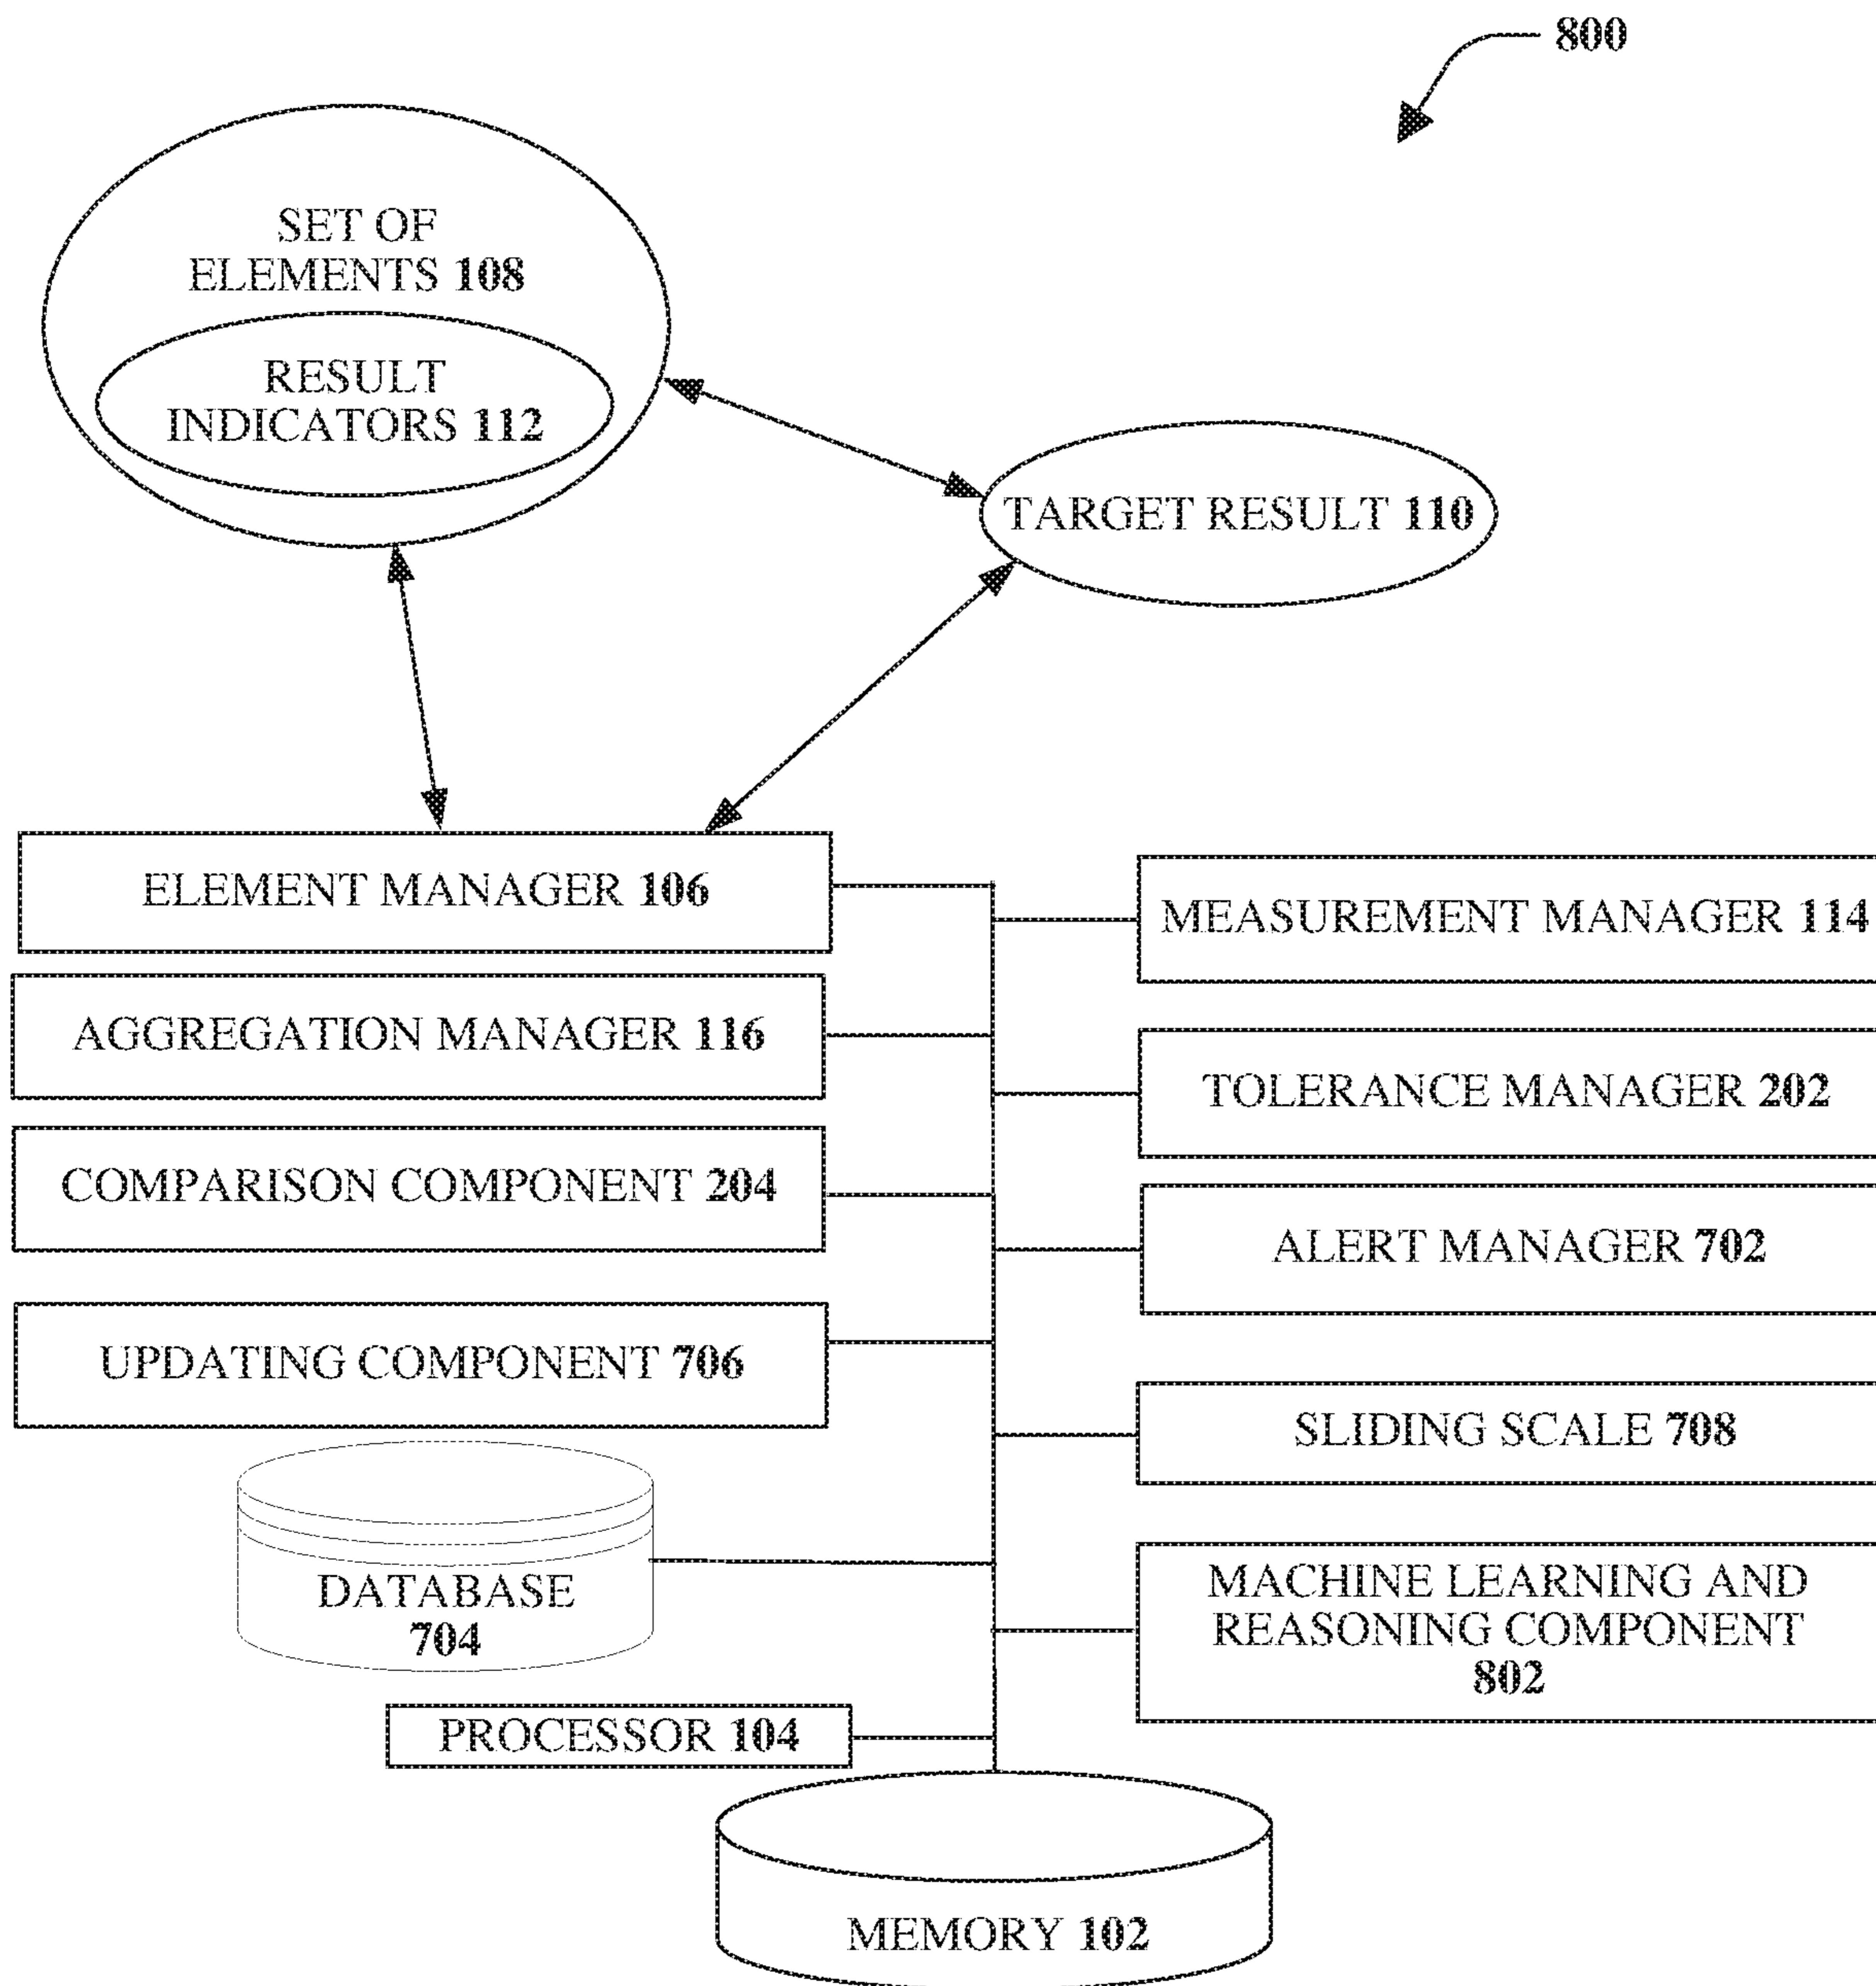 800
SET OF
ELEMENTS 108
RESULT
INDICATORS 112
TARGET RESULT 110
ELEMENT MANAGER 106
MEASUREMENT MANAGER 114
AGGREGATION MANAGER 116
TOLERANCE MANAGER 202
COMPARISON COMPONENT 204
ALERT MANAGER 702
UPDATING COMPONENT 706
SLIDING SCALE 708
DATABASE
704
MACHINE LEARNING AND
REASONING COMPONENT
802
PROCESSOR 104
MEMORY 102